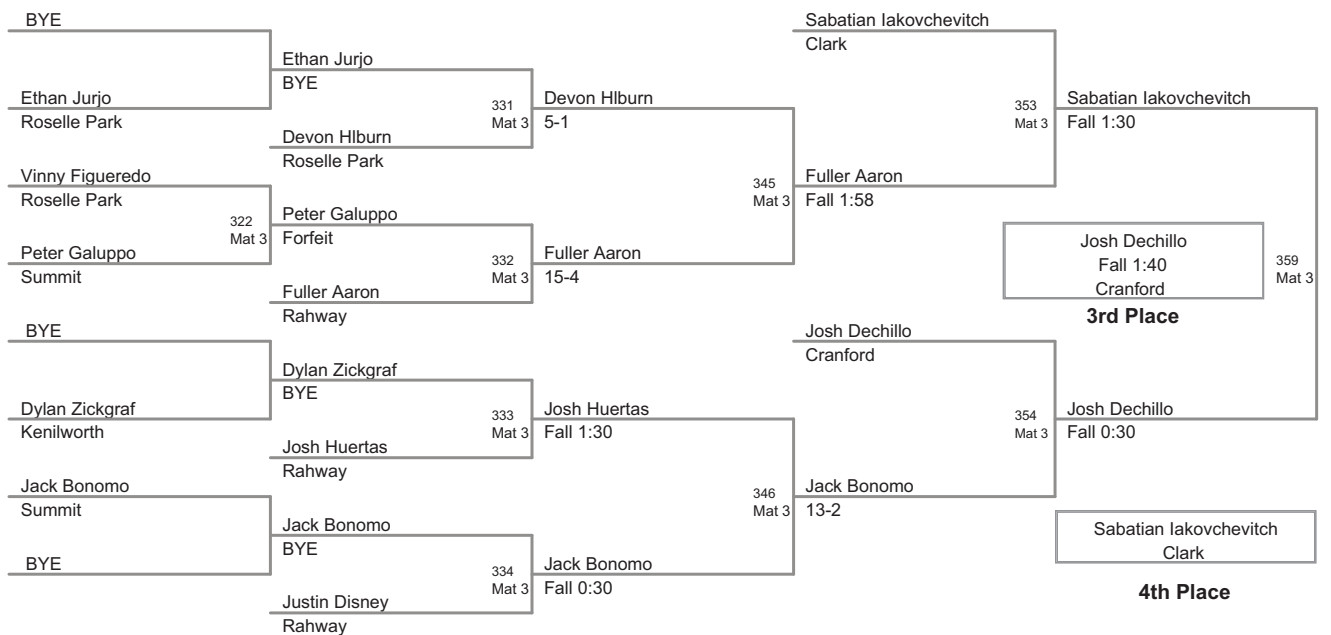 BYE
Ethan Jurjo
Roselle Park
Vinny Figueredo
Roselle Park
322
Mat 3
Peter Galuppo
Summit
BYE
Dylan Zickgraf
Kenilworth
Jack Bonomo
Summit
BYE
Ethan Jurjo
BYE
331
Mat 3
Devon Hlburn
Roselle Park
Peter Galuppo
Forfeit
332
Mat 3
Fuller Aaron
Rahway
Dylan Zickgraf
BYE
333
Mat 3
Josh Huertas
Rahway
Jack Bonomo
BYE
334
Mat 3
Justin Disney
Rahway
Devon Hlburn
5-1
345
Mat 3
Fuller Aaron
15-4
Josh Huertas
Fall 1:30
346
Mat 3
Jack Bonomo
Fall 0:30
Sabatian Iakovchevitch
Clark
353
Mat 3
Fuller Aaron
Fall 1:58
Josh Dechillo
Cranford
354
Mat 3
Jack Bonomo
13-2
Sabatian Iakovchevitch
Fall 1:30
Josh Dechillo
Fall 1:40
Cranford
3rd Place
359
Mat 3
Josh Dechillo
Fall 0:30
Sabatian Iakovchevitch
Clark
4th Place